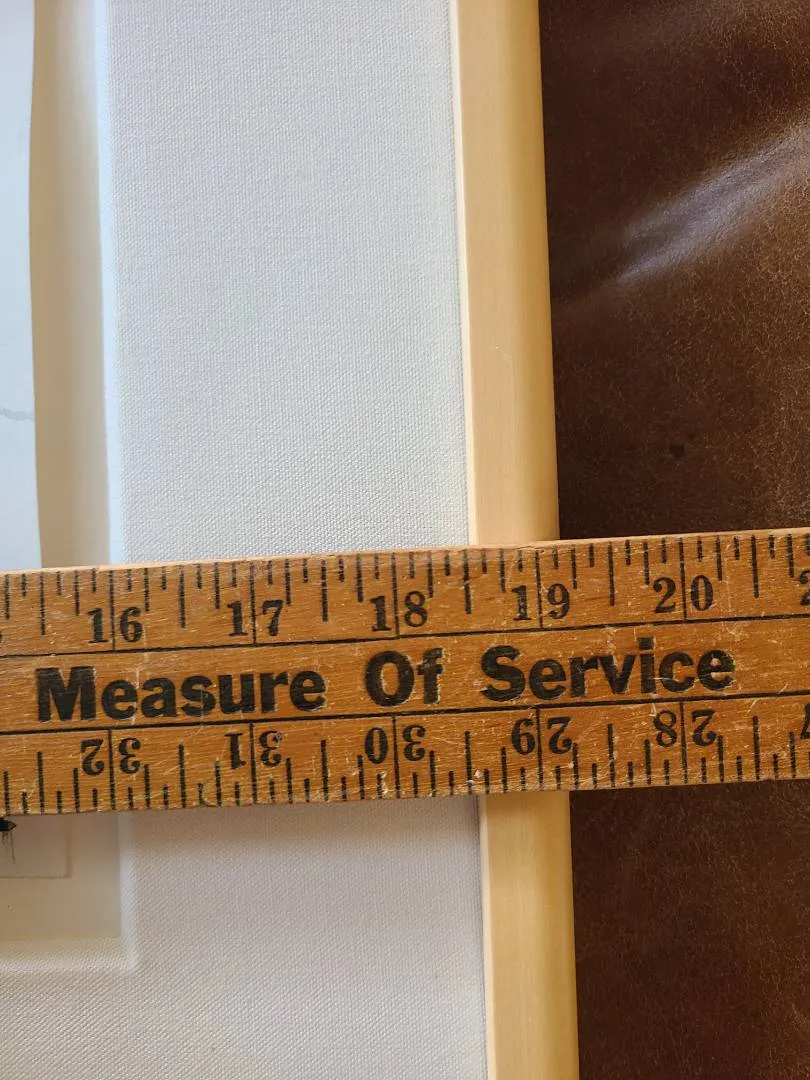 16 17 18 19 20
Measure Of Service
32 31 30 29 28